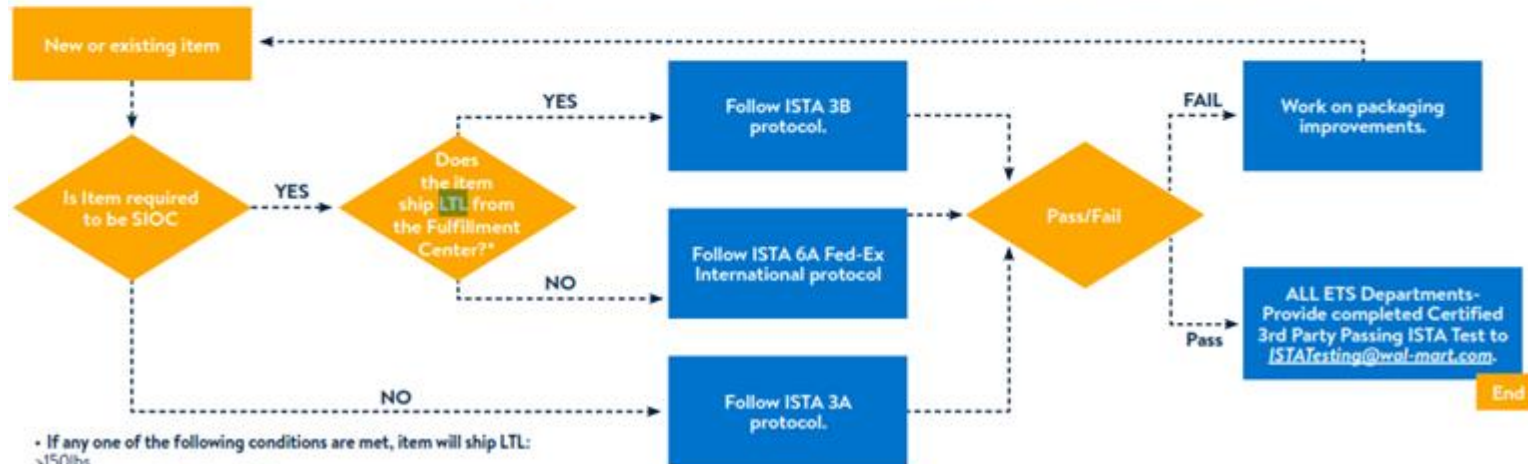 New or existing item
Is Item required
to be SIOC
YES
Does
the item
ship LTL from
the Fulfillment
Center?*
YES
NO
NO
Follow ISTA 3B
protocol.
Follow ISTA 6A Fed-Ex
International protocol
Follow ISTA 3A
protocol.
Pass/Fail
FAIL
Pass
Work on packaging
improvements.
ALL ETS Departments-
Provide completed Certified
3rd Party Passing ISTA Test to
ISTATesting@wal-mart.com.
End
• If any one of the following conditions are met, item will ship LTL:
>150lbs